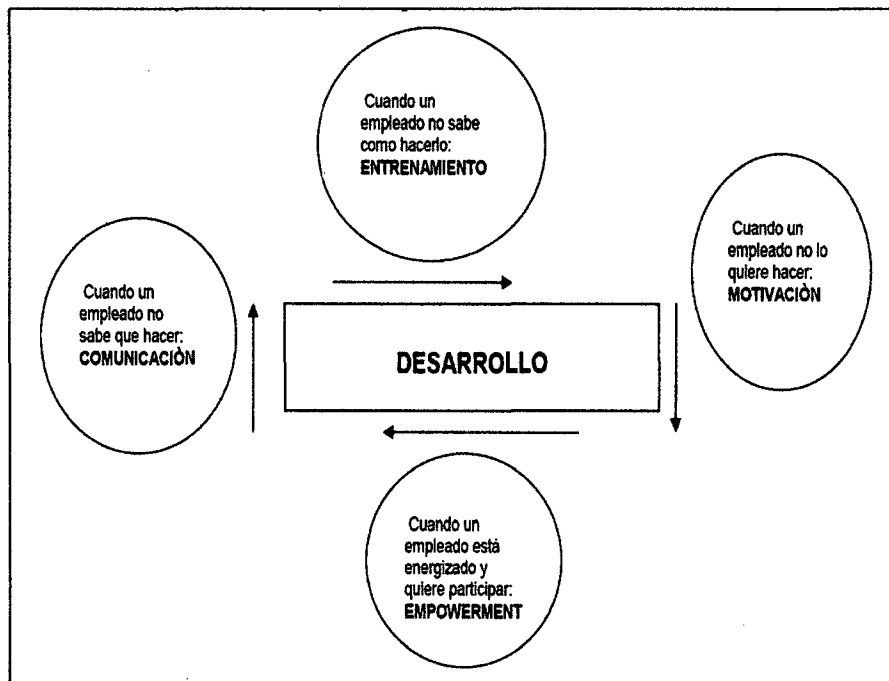 Cuando un
empleado no sabe
como hacerlo:
ENTRENAMIENTO
Cuando un
empleado no lo
quiere hacer:
MOTIVACIÒN
Cuando un
empleado no
sabe que hacer:
COMUNICACIÒN
DESARROLLO
Cuando un
empleado está
energizado y
quiere participar:
EMPOWERMENT